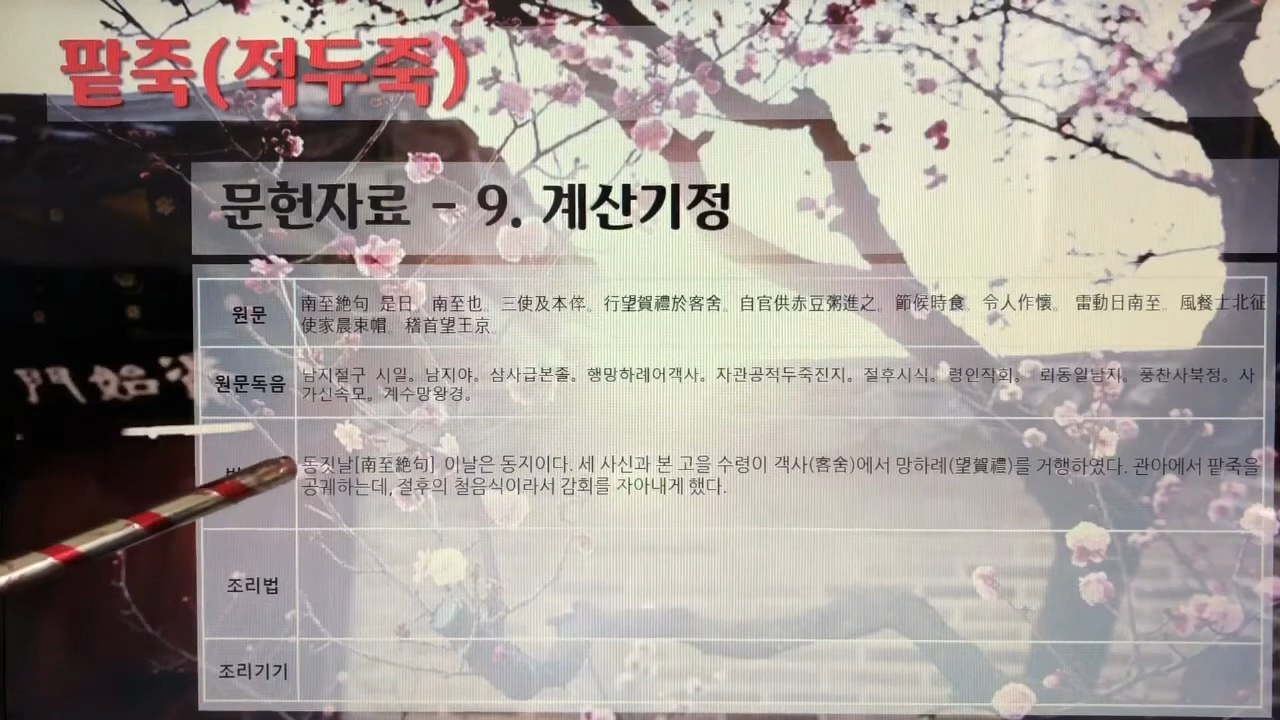 팥죽(적두죽)
문헌자료 - 9. 계산기정
원문
南至絶句 是日。南至也。三使及本倅。行望賀禮於客舍。自官供赤豆粥進之。節候時食。令人作懷。 雷動日南至。風餐士北征
使家晨束帽。稽首望王京
원문독음
남지절구 시일。남지야。삼사급본졸。행망하례어객사。자관공적두죽진지。절후시식。령인작회。 뢰동일남지。풍찬사북정。사
가신속모。계수망왕경。
동짓날[南至絶句] 이날은 동지이다. 세 사신과 본 고을 수령이 객사(客舍)에서 망하례(望賀禮)를 거행하였다. 관아에서 팥죽을
공궤하는데, 절후의 철음식이라서 감회를 자아내게 했다.
조리법
조리기기
門始